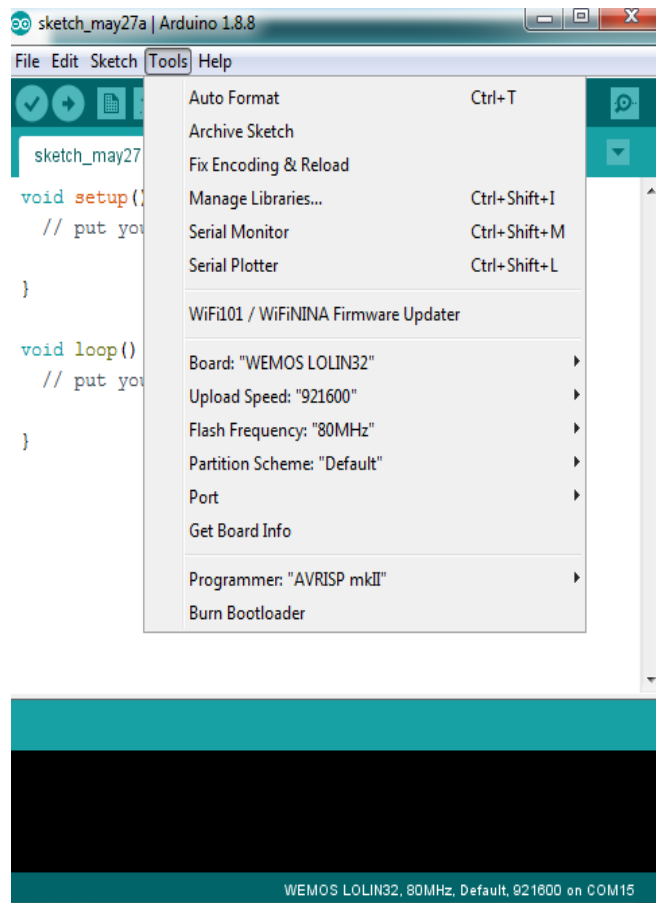 sketch_may27a | Arduino 1.8.8
File Edit Sketch Tools Help
Auto Format Ctrl+T
Archive Sketch
sketch_may27
Fix Encoding & Reload
void setup()
Manage Libraries... Ctrl+Shift+I
// put you
Serial Monitor Ctrl+Shift+M
Serial Plotter Ctrl+Shift+L
}
WiFi101 / WiFiNINA Firmware Updater
void loop()
Board: "WEMOS LOLIN32"
// put you
Upload Speed: "921600"
Flash Frequency: "80MHz"
}
Partition Scheme: "Default"
Port
Get Board Info
Programmer: "AVRISP mkII"
Burn Bootloader
WEMOS LOLIN32, 80MHz, Default, 921600 on COM15